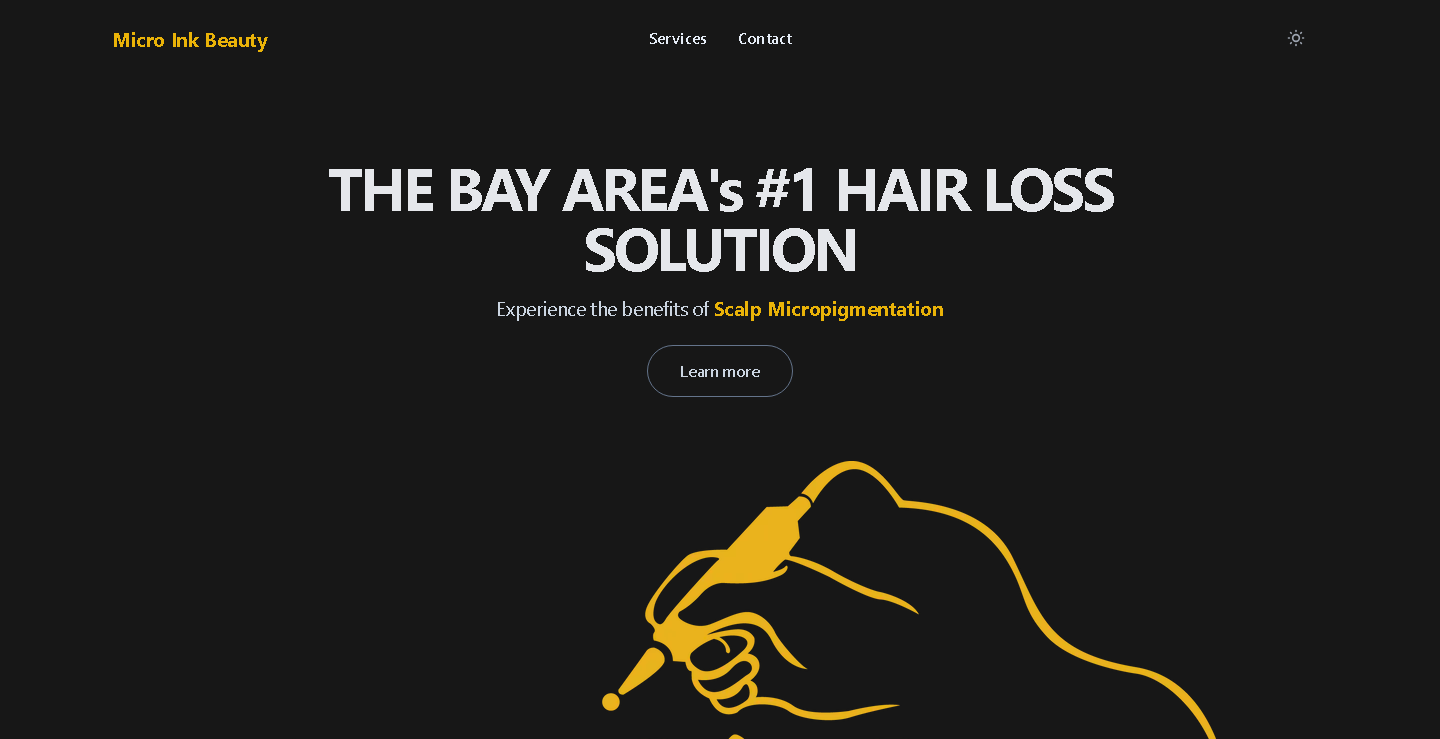 Micro Ink Beauty
Services Contact
THE BAY AREA's #1 HAIR LOSS
SOLUTION
Experience the benefits of Scalp Micropigmentation
Learn more